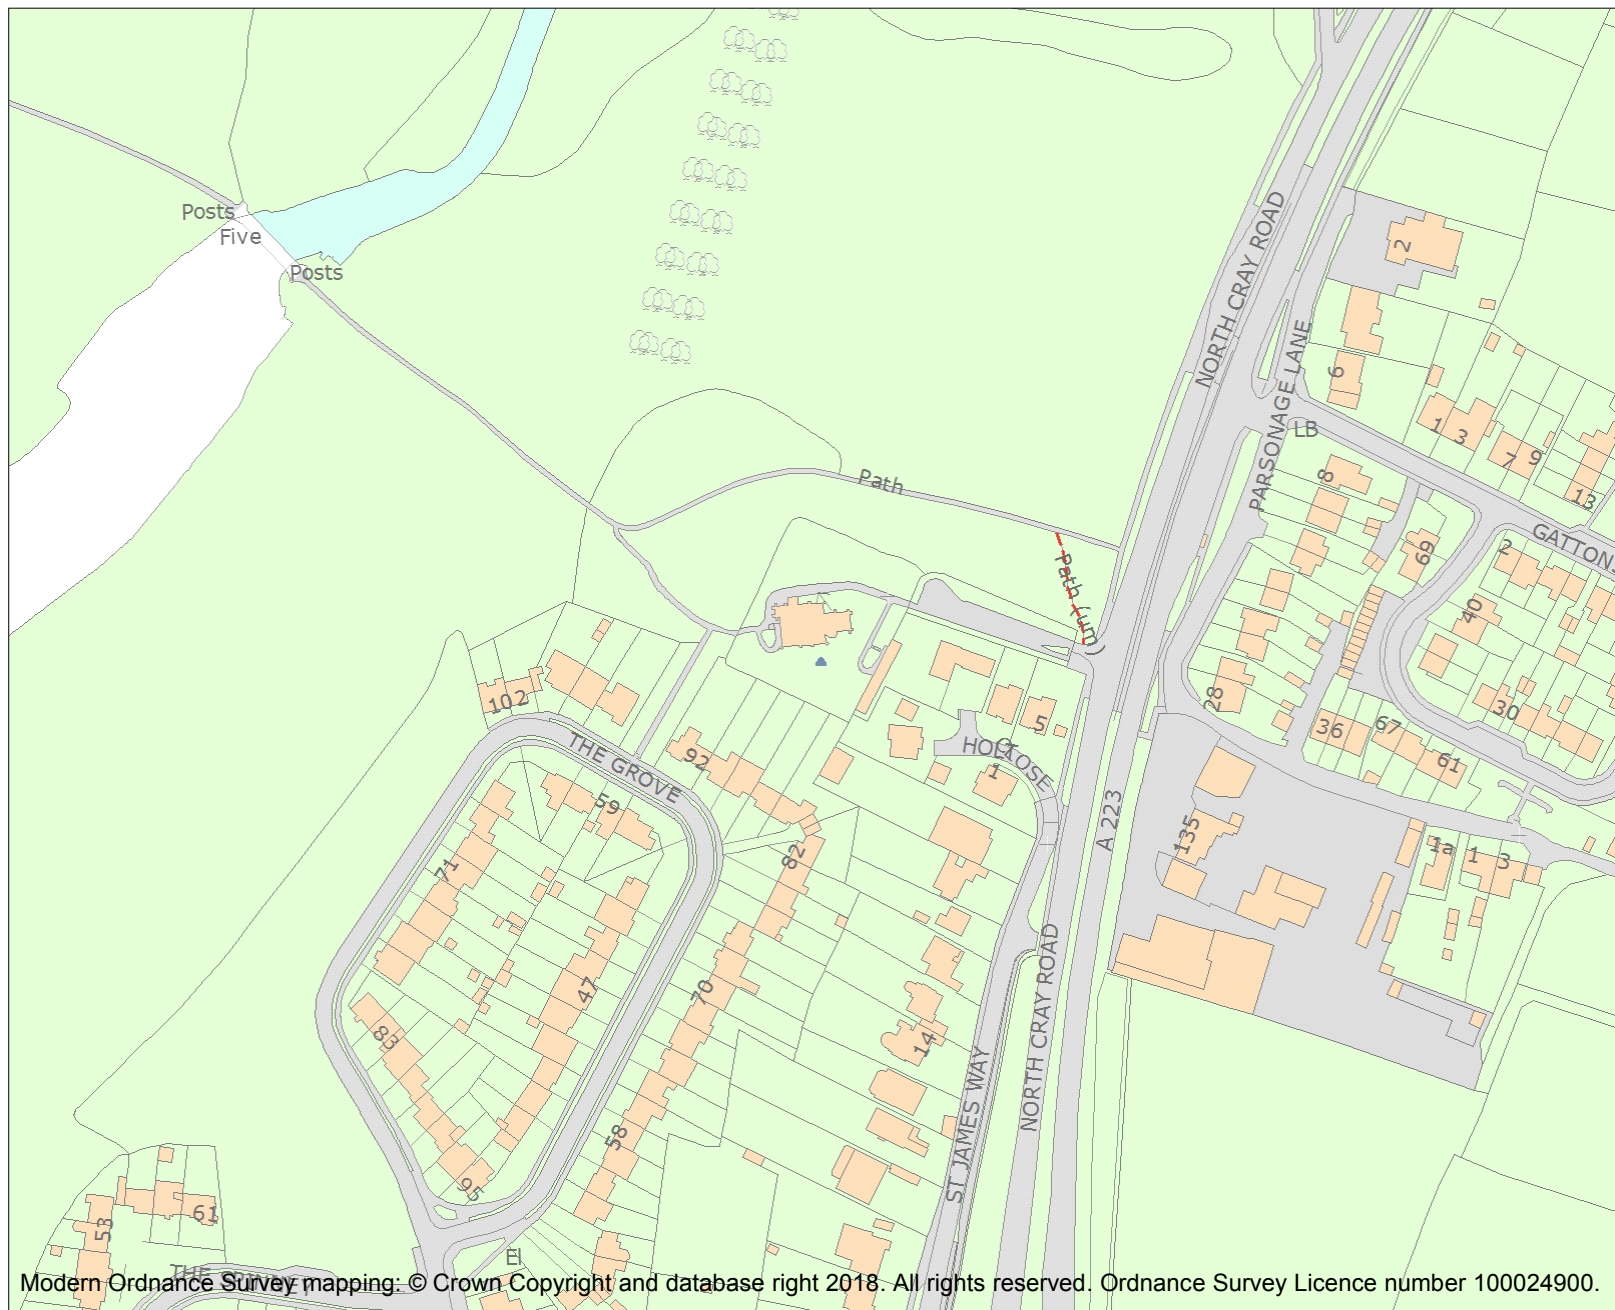 Posts
Five
Posts
NORTH CRAY ROAD
2
PARSONAGE LANE
6
LB
1
3
7
9
13
8
Path
GATTONS
2
69
40
Path (um)
28
30
36
67
61
102
5
HOLT
CLOSE
1
THE GROVE
92
59
A 223
135
1a
1
3
82
71
47
70
NORTH CRAY ROAD
14
83
ST JAMES WAY
58
95
61
53
El
THE SPINNEY
Modern Ordnance Survey mapping: © Crown Copyright and database right 2018. All rights reserved. Ordnance Survey Licence number 100024900.